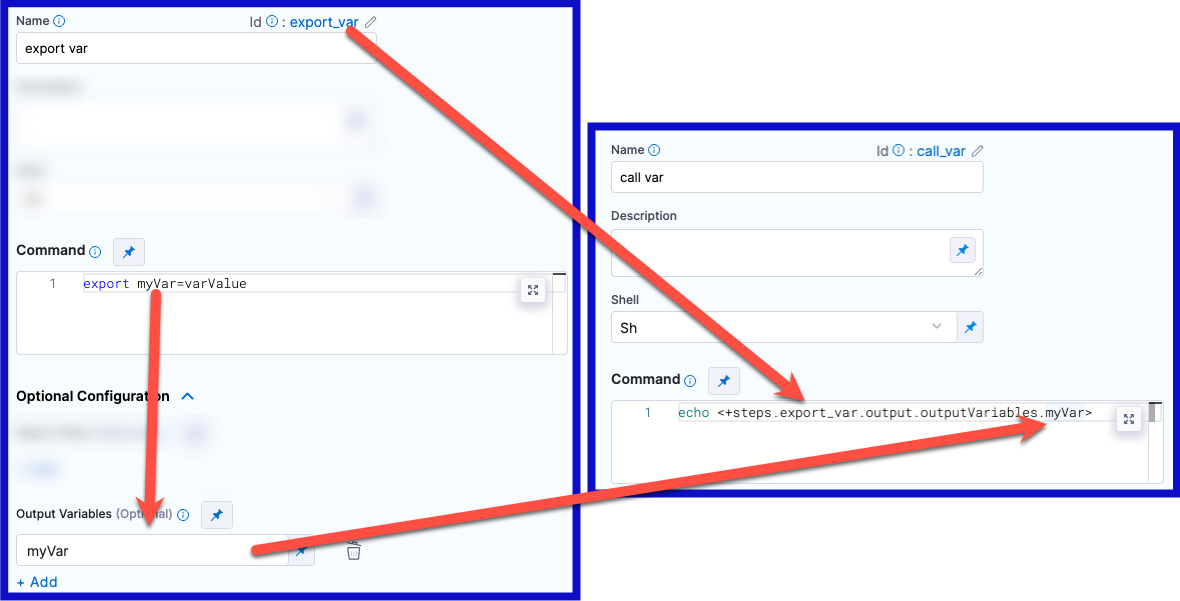 Name
Id : export_var
export var
Command
1 export myVar=varValue
Optional Configuration
Output Variables (Optional)
myVar
+ Add
Name
Id : call_var
call var
Description
Shell
Sh
Command
1 echo <+steps.export_var.output.outputVariables.myVar>